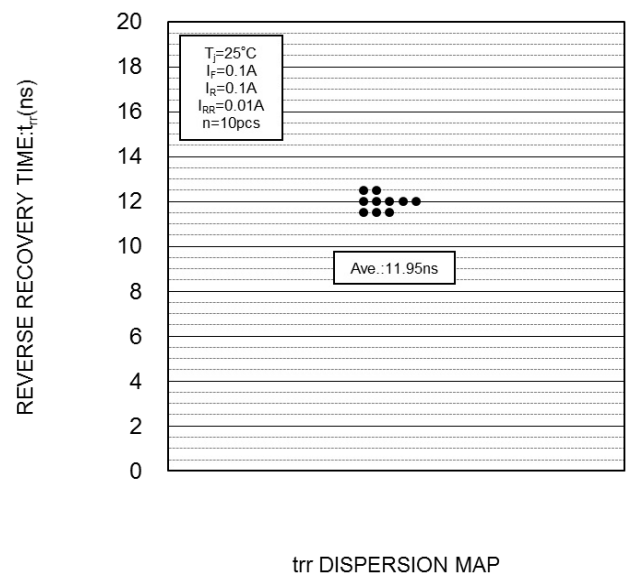 REVERSE RECOVERY TIME:trr(ns)
20
18
16
14
12
10
8
6
4
2
0
Tj=25°C
IF=0.1A
IR=0.1A
IRR=0.01A
n=10pcs
Ave.:11.95ns
trr DISPERSION MAP